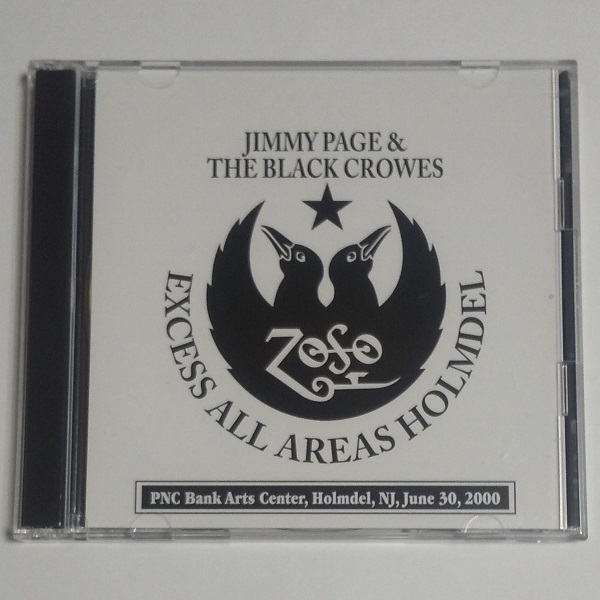 JIMMY PAGE &
THE BLACK CROWES
ZOSO
EXCESS ALL AREAS HOLMDEL
PNC Bank Arts Center, Holmdel, NJ, June 30, 2000